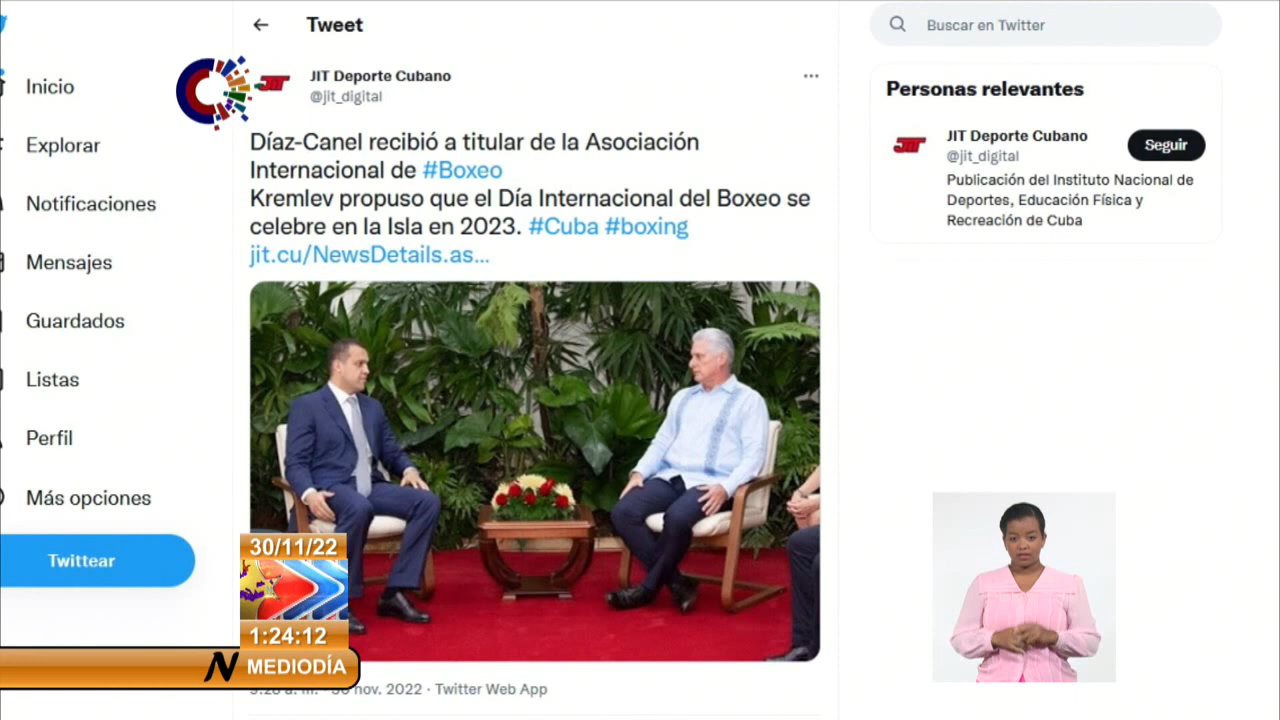 Tweet
Buscar en Twitter
Inicio
Explorar
Notificaciones
Mensajes
Guardados
Listas
Perfil
Más opciones
Twittear
JIT
JIT Deporte Cubano
@jit_digital
Díaz-Canel recibió a titular de la Asociación
Internacional de #Boxeo
Kremlev propuso que el Día Internacional del Boxeo se
celebre en la Isla en 2023. #Cuba #boxing
jit.cu/NewsDetails.as...
nov. 2022 · Twitter Web App
Personas relevantes
JIT
JIT Deporte Cubano
@jit_digital
Seguir
Publicación del Instituto Nacional de
Deportes, Educación Física y
Recreación de Cuba
30/11/22
1:24:12
N MEDIODÍA